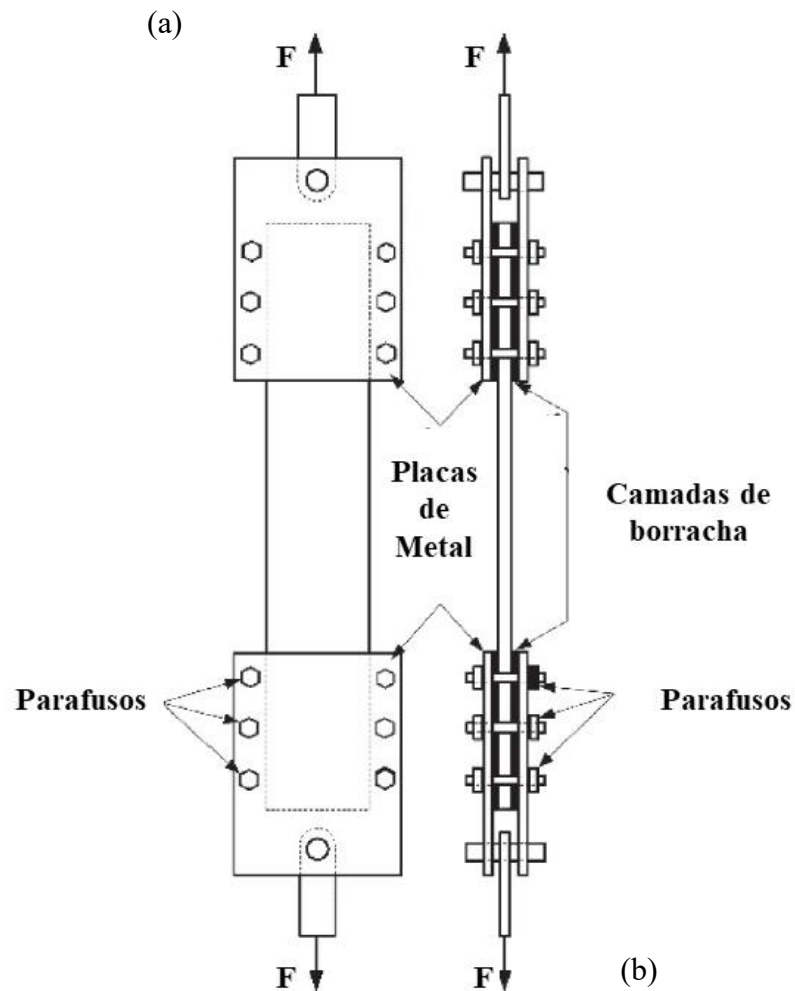 (a)
F
F
Placas
de
Metal
Camadas de
borracha
Parafusos
Parafusos
F
F
(b)